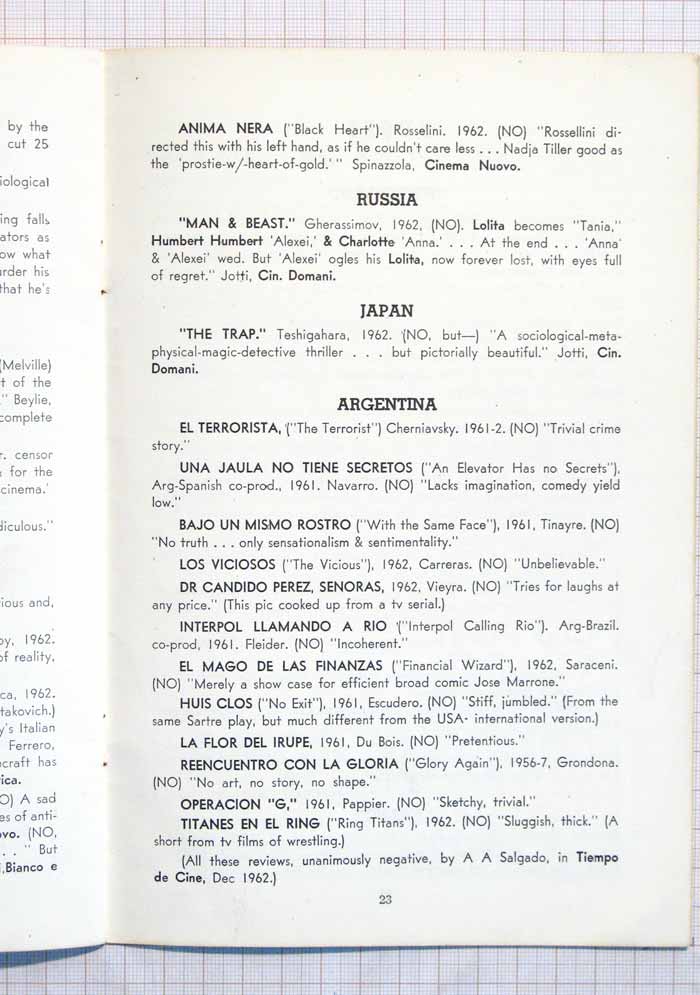 by the
cut 25
iological
ing falls
ators as
ow what
urder his
that he's
(Melville)
t of the
." Beylie,
complete
r. censor
for the
cinema.'
diculous."
ious and,
by, 1962.
of reality,
ca, 1962.
takovich.)
y's Italian
Ferrero,
craft has
ica.
O) A sad
es of anti-
vo. (NO,
. . " But
i,Bianco e
ANIMA NERA ("Black Heart"). Rosselini. 1962. (NO) "Rossellini di-
rected this with his left hand, as if he couldn't care less . . . Nadja Tiller good as
the 'prostie-w/-heart-of-gold.' " Spinazzola, Cinema Nuovo.
RUSSIA
"MAN & BEAST." Gherassimov, 1962, (NO). Lolita becomes "Tania,"
Humbert Humbert 'Alexei,' & Charlotte 'Anna.' . . . At the end . . . 'Anna'
& 'Alexei' wed. But 'Alexei' ogles his Lolita, now forever lost, with eyes full
of regret." Jotti, Cin. Domani.
JAPAN
"THE TRAP." Teshigahara, 1962. (NO, but—) "A sociological-meta-
physical-magic-detective thriller . . . but pictorially beautiful." Jotti, Cin.
Domani.
ARGENTINA
EL TERRORISTA, ("The Terrorist") Cherniavsky. 1961-2. (NO) "Trivial crime
story."
UNA JAULA NO TIENE SECRETOS ("An Elevator Has no Secrets"),
Arg-Spanish co-prod., 1961. Navarro. (NO) "Lacks imagination, comedy yield
low."
BAJO UN MISMO ROSTRO ("With the Same Face"), 1961, Tinayre. (NO)
"No truth . . . only sensationalism & sentimentality."
LOS VICIOSOS ("The Vicious"), 1962, Carreras. (NO) "Unbelievable."
DR CANDIDO PEREZ, SENORAS, 1962, Vieyra. (NO) "Tries for laughs at
any price." (This pic cooked up from a tv serial.)
INTERPOL LLAMANDO A RIO ("Interpol Calling Rio"). Arg-Brazil.
co-prod, 1961. Fleider. (NO) "Incoherent."
EL MAGO DE LAS FINANZAS ("Financial Wizard"), 1962, Saraceni.
(NO) "Merely a show case for efficient broad comic Jose Marrone."
HUIS CLOS ("No Exit"), 1961, Escudero. (NO) "Stiff, jumbled." (From the
same Sartre play, but much different from the USA- international version.)
LA FLOR DEL IRUPE, 1961, Du Bois. (NO) "Pretentious."
REENCUENTRO CON LA GLORIA ("Glory Again"), 1956-7, Grondona.
(NO) "No art, no story, no shape."
OPERACION "G," 1961, Pappier. (NO) "Sketchy, trivial."
TITANES EN EL RING ("Ring Titans"), 1962. (NO) "Sluggish, thick." (A
short from tv films of wrestling.)
(All these reviews, unanimously negative, by A A Salgado, in Tiempo
de Cine, Dec 1962.)
23